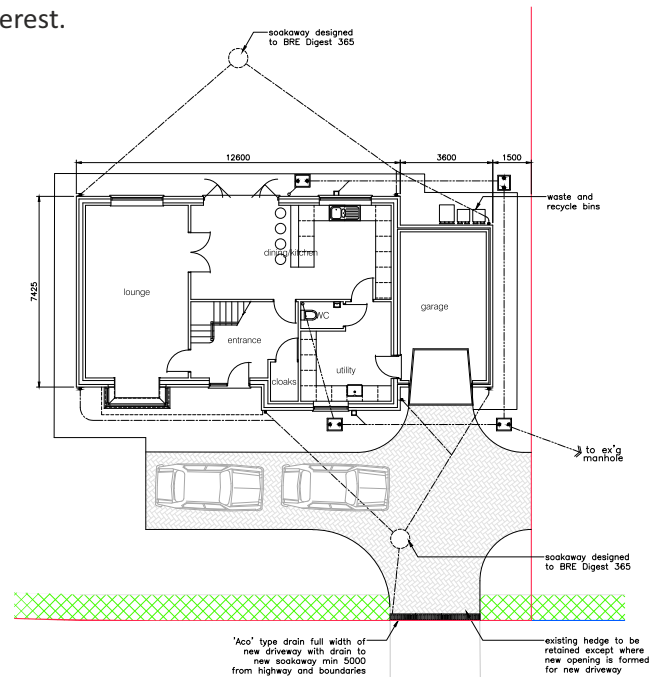 erest.
soakaway designed
to BRE Digest 365
12600
3600
1500
waste and
recycle bins
7425
dining/kitchen
lounge
garage
WC
entrance
utility
cloaks
to ex'g
manhole
soakaway designed
to BRE Digest 365
'Aco' type drain full width of
new driveway with drain to
new soakaway min 5000
from highway and boundaries
existing hedge to be
retained except where
new opening is formed
for new driveway